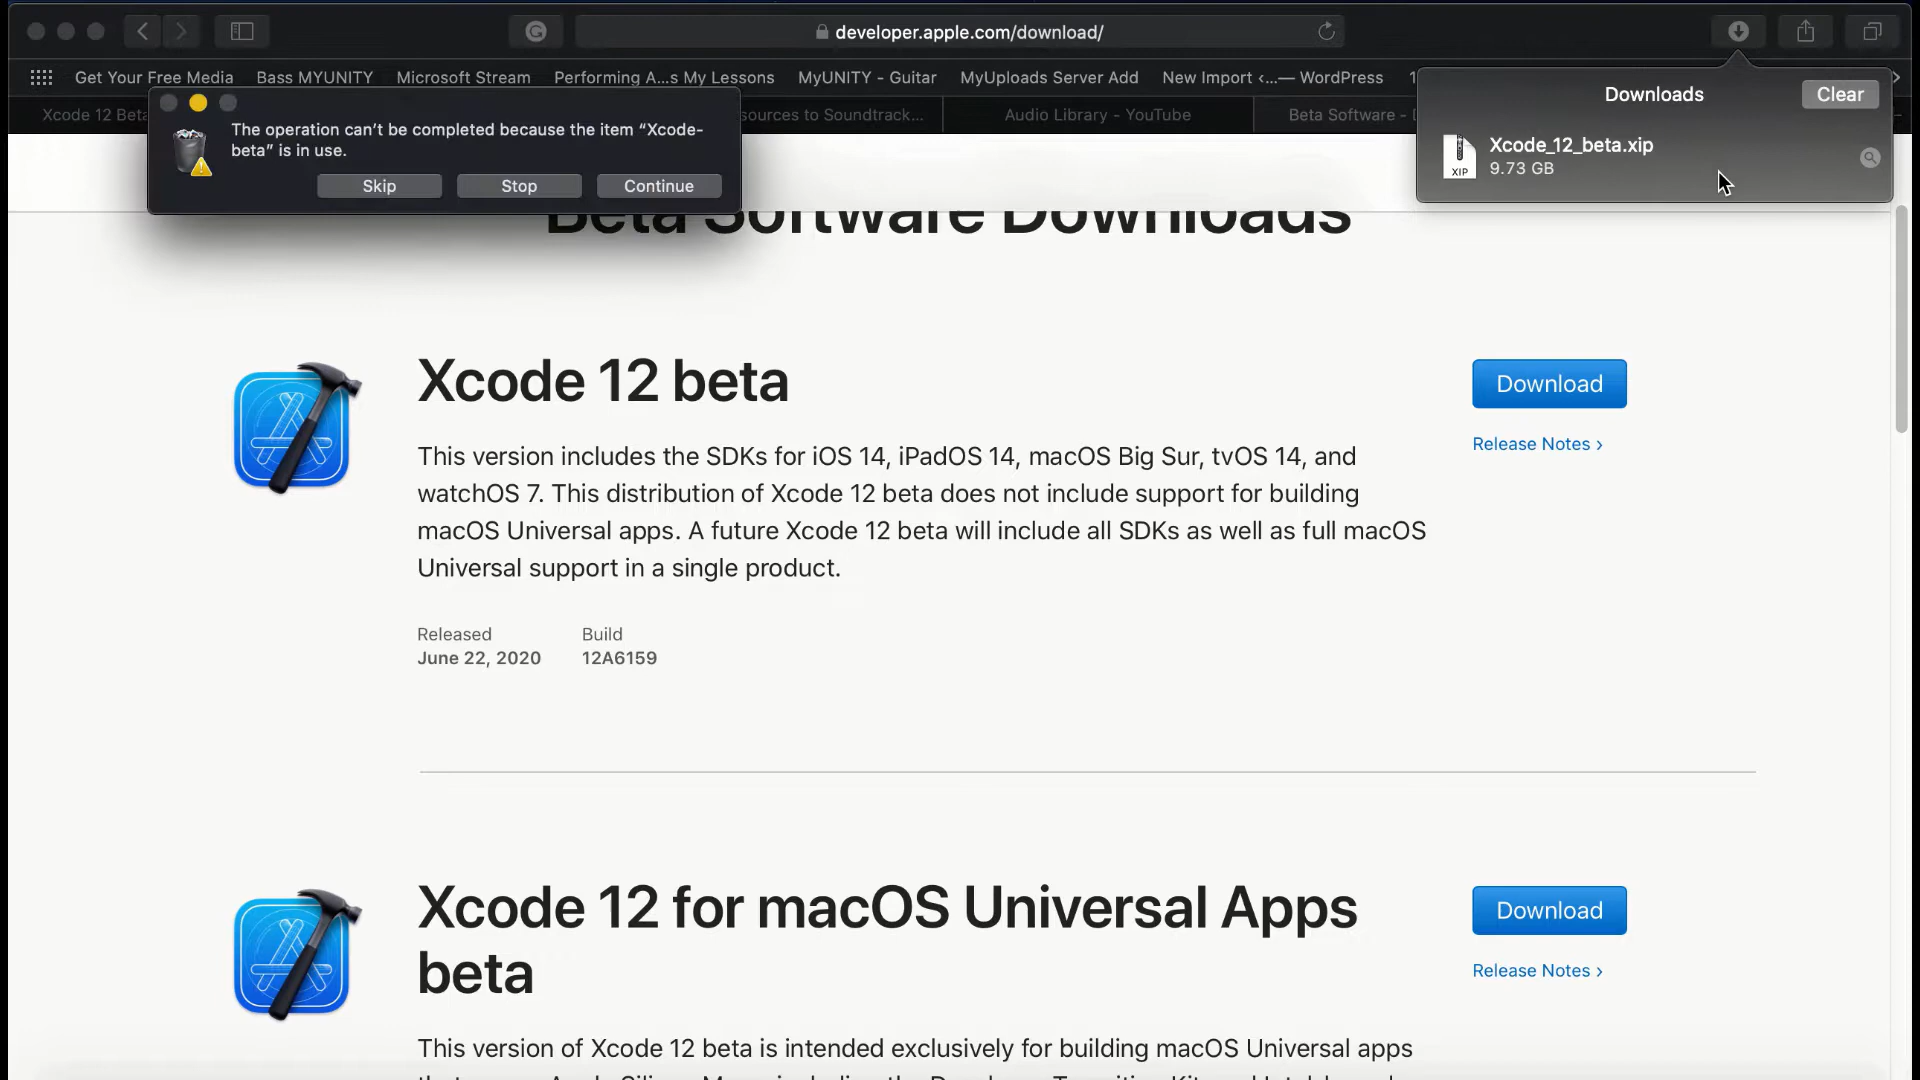 developer.apple.com/download/
Get Your Free Media
Bass MYUNITY
Microsoft Stream
Performing A...s My Lessons
MyUNITY - Guitar
MyUploads Server Add
New Import <...— WordPress
Xcode 12 Beta
sources to Soundtrack...
Audio Library - YouTube
Beta Software -
The operation can’t be completed because the item “Xcode-
beta” is in use.
Skip
Stop
Continue
Downloads
Clear
XIP
Xcode_12_beta.xip
9.73 GB
Beta Software Downloads
Xcode 12 beta
Download
Release Notes ›
This version includes the SDKs for iOS 14, iPadOS 14, macOS Big Sur, tvOS 14, and
watchOS 7. This distribution of Xcode 12 beta does not include support for building
macOS Universal apps. A future Xcode 12 beta will include all SDKs as well as full macOS
Universal support in a single product.
Released
June 22, 2020
Build
12A6159
Xcode 12 for macOS Universal Apps
beta
Download
Release Notes ›
This version of Xcode 12 beta is intended exclusively for building macOS Universal apps